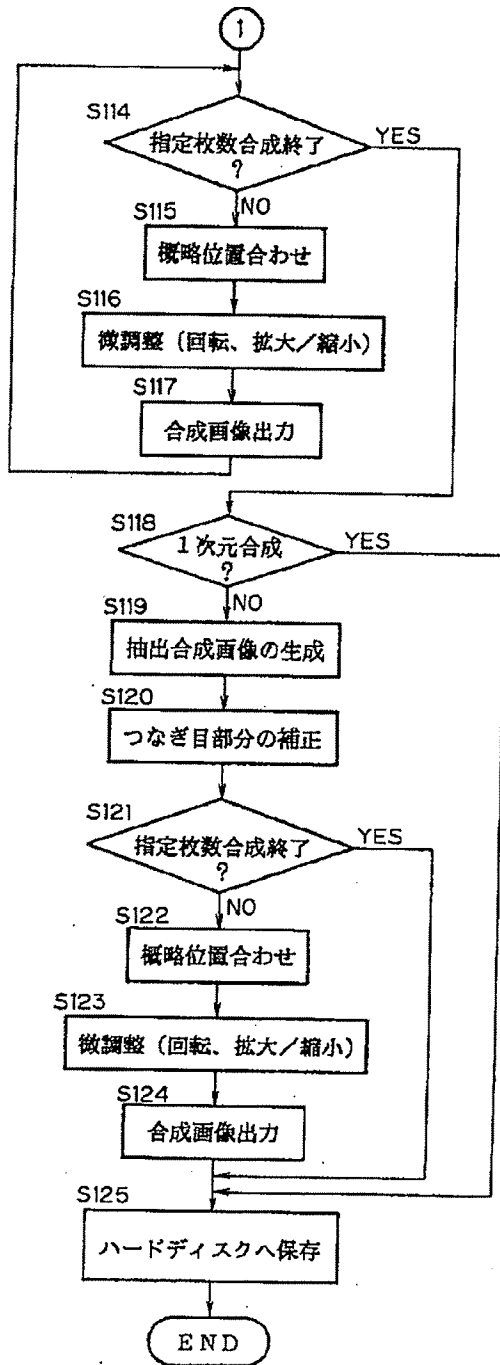 1
S114
指定枚数合成終了
?
YES
NO
S115
概略位置合わせ
S116
微調整（回転、拡大／縮小）
S117
合成画像出力
S118
1次元合成
?
YES
NO
S119
抽出合成画像の生成
S120
つなぎ目部分の補正
S121
指定枚数合成終了
?
YES
NO
S122
概略位置合わせ
S123
微調整（回転、拡大／縮小）
S124
合成画像出力
S125
ハードディスクへ保存
END